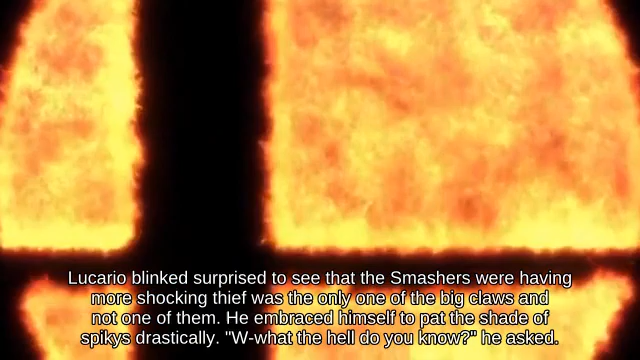 Lucario blinked surprised to see that the Smashers were having
more shocking thief was the only one of the big claws and
not one of them. He embraced himself to pat the shade of
spikys drastically. "W-what the hell do you know?" he asked.